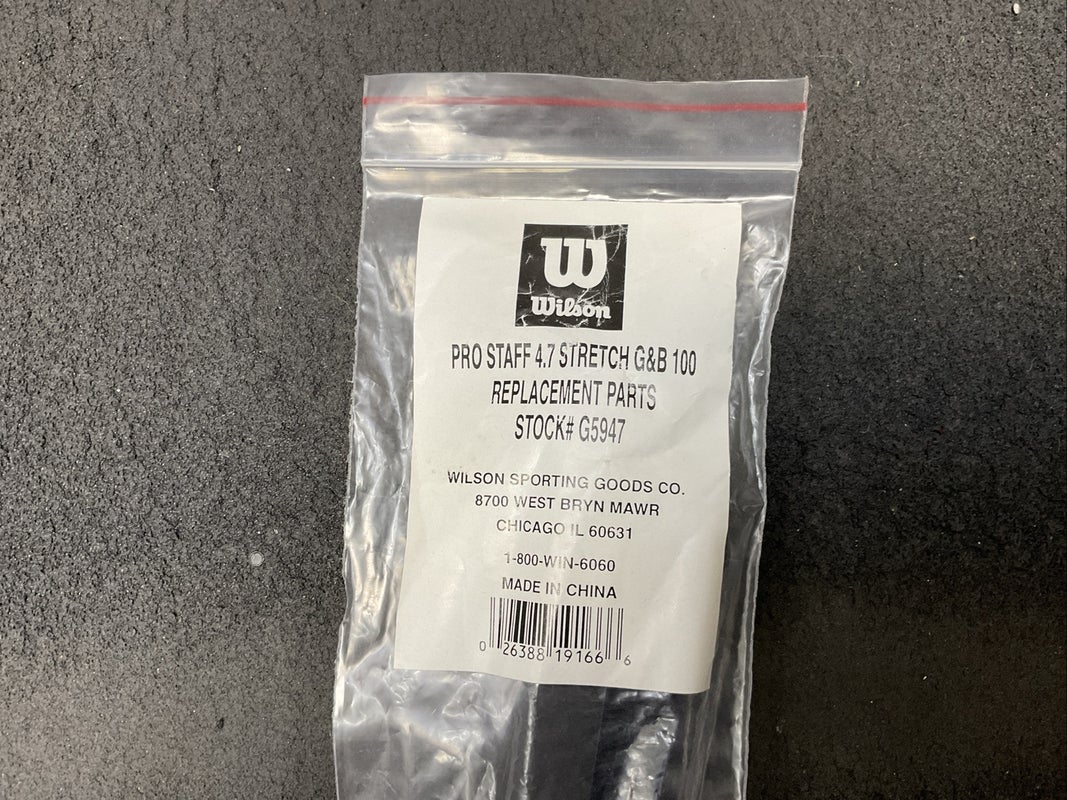 W
Wilson
PRO STAFF 4.7 STRETCH G&B 100
REPLACEMENT PARTS
STOCK# G5947
WILSON SPORTING GOODS CO.
8700 WEST BRYN MAWR
CHICAGO IL 60631
1-800-WIN-6060
MADE IN CHINA
0 26388 19166 6